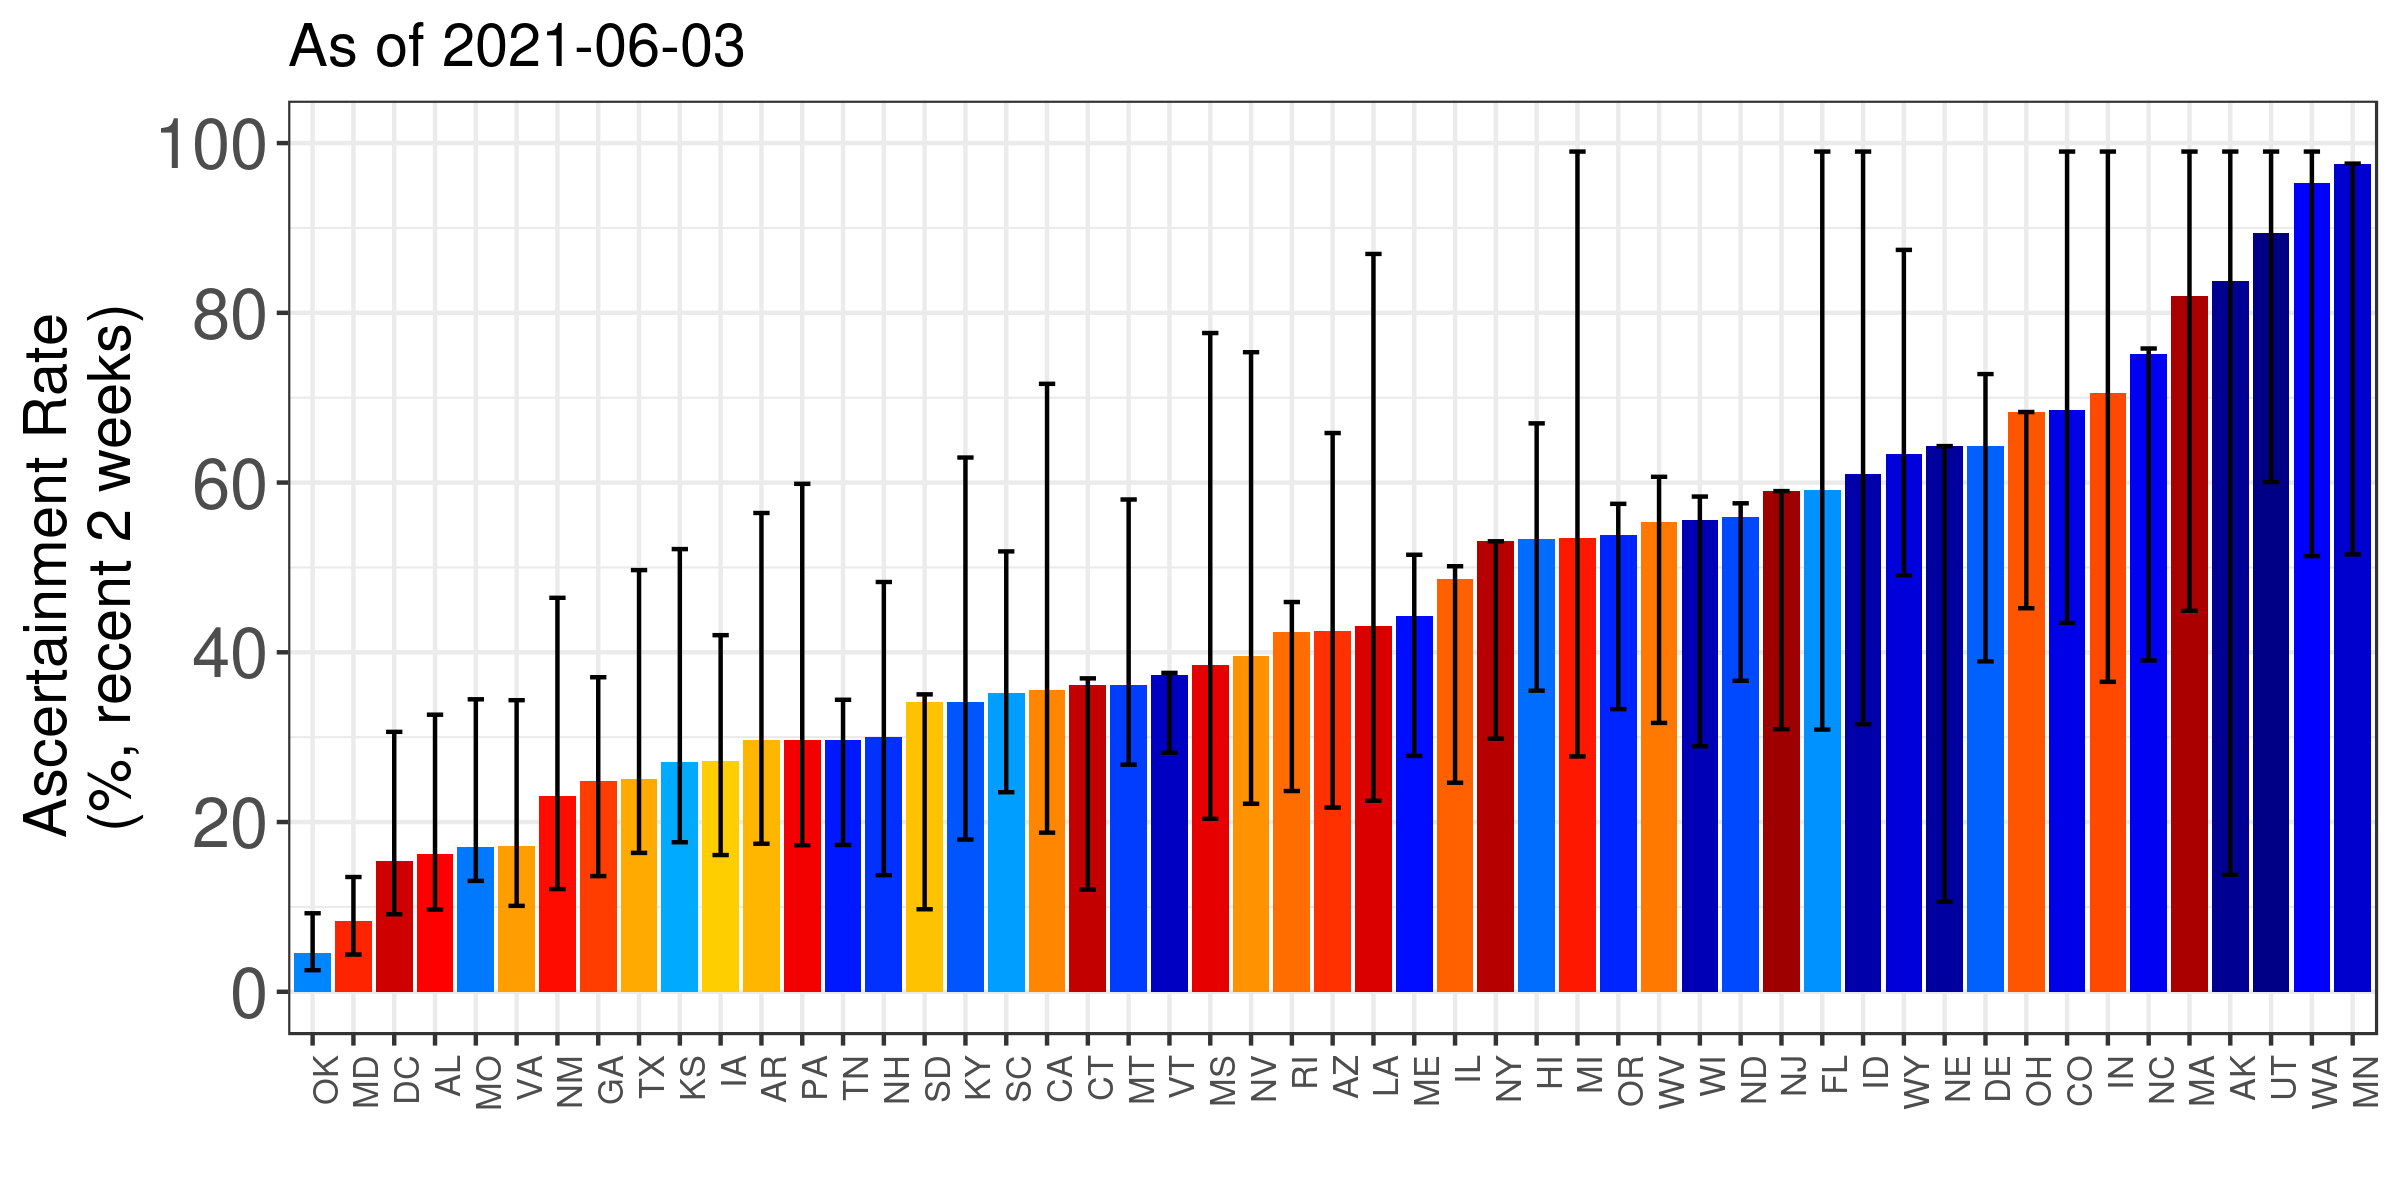 As of 2021-06-03
Ascertainment Rate
(%, recent 2 weeks)
100
80
60
40
20
0
OK MD DC AL MO VA NM GA TX KS IA AR PA TN NH SD KY SC CA CT MT VT MS NV RI AZ LA ME IL NY HI MI OR WV WI ND NJ FL ID WY NE DE OH CO IN NC MA AK UT WA MN